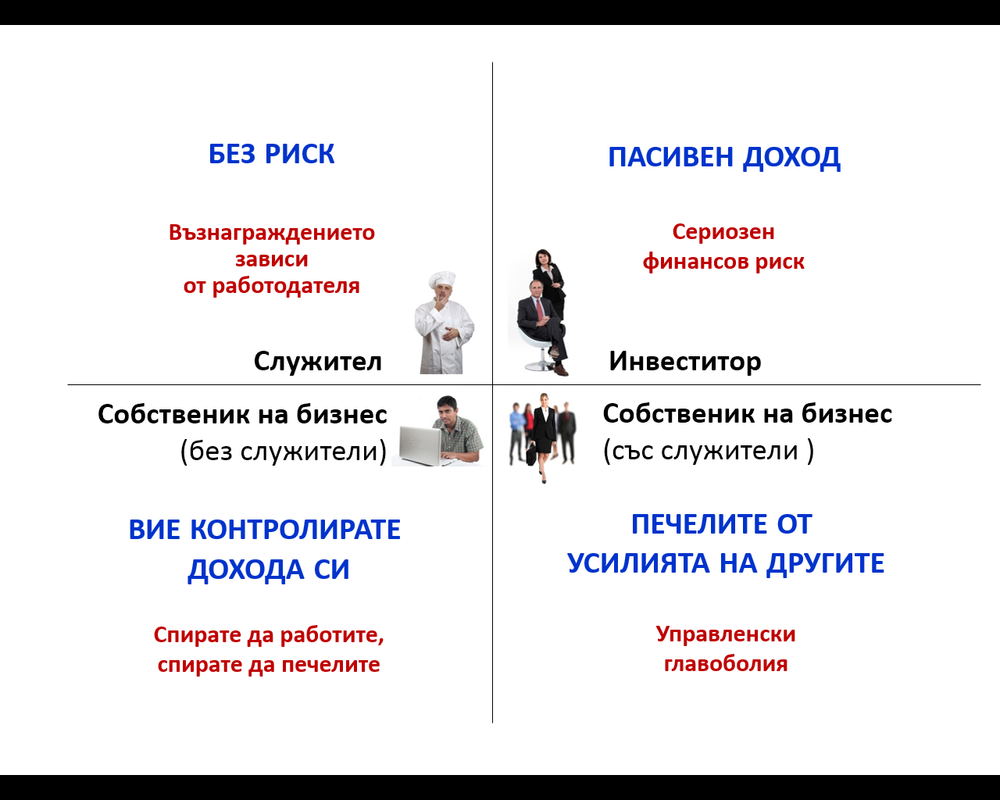 БЕЗ РИСК
Възнаграждението
зависи
от работодателя
Служител
ПАСИВЕН ДОХОД
Сериозен
финансов риск
Инвеститор
Собственик на бизнес
(без служители)
ВИЕ КОНТРОЛИРАТЕ
ДОХОДА СИ
Спирате да работите,
спирате да печелите
Собственик на бизнес
(със служители )
ПЕЧЕЛИТЕ ОТ
УСИЛИЯТА НА ДРУГИТЕ
Управленски
главоболия